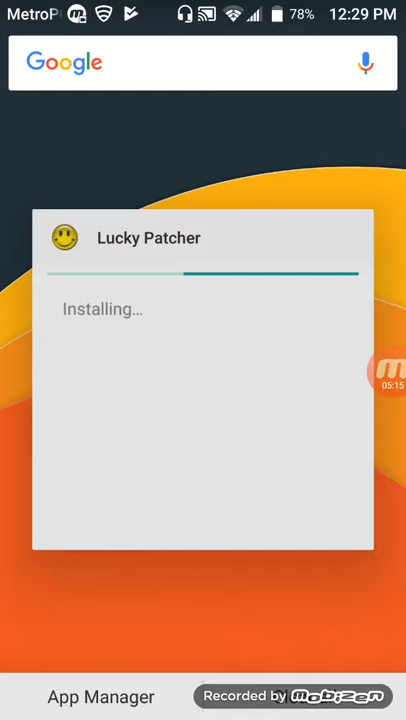 MetroP 78% 12:29 PM
Google
Lucky Patcher
Installing...
05:15
App Manager
Recorded by mobizen